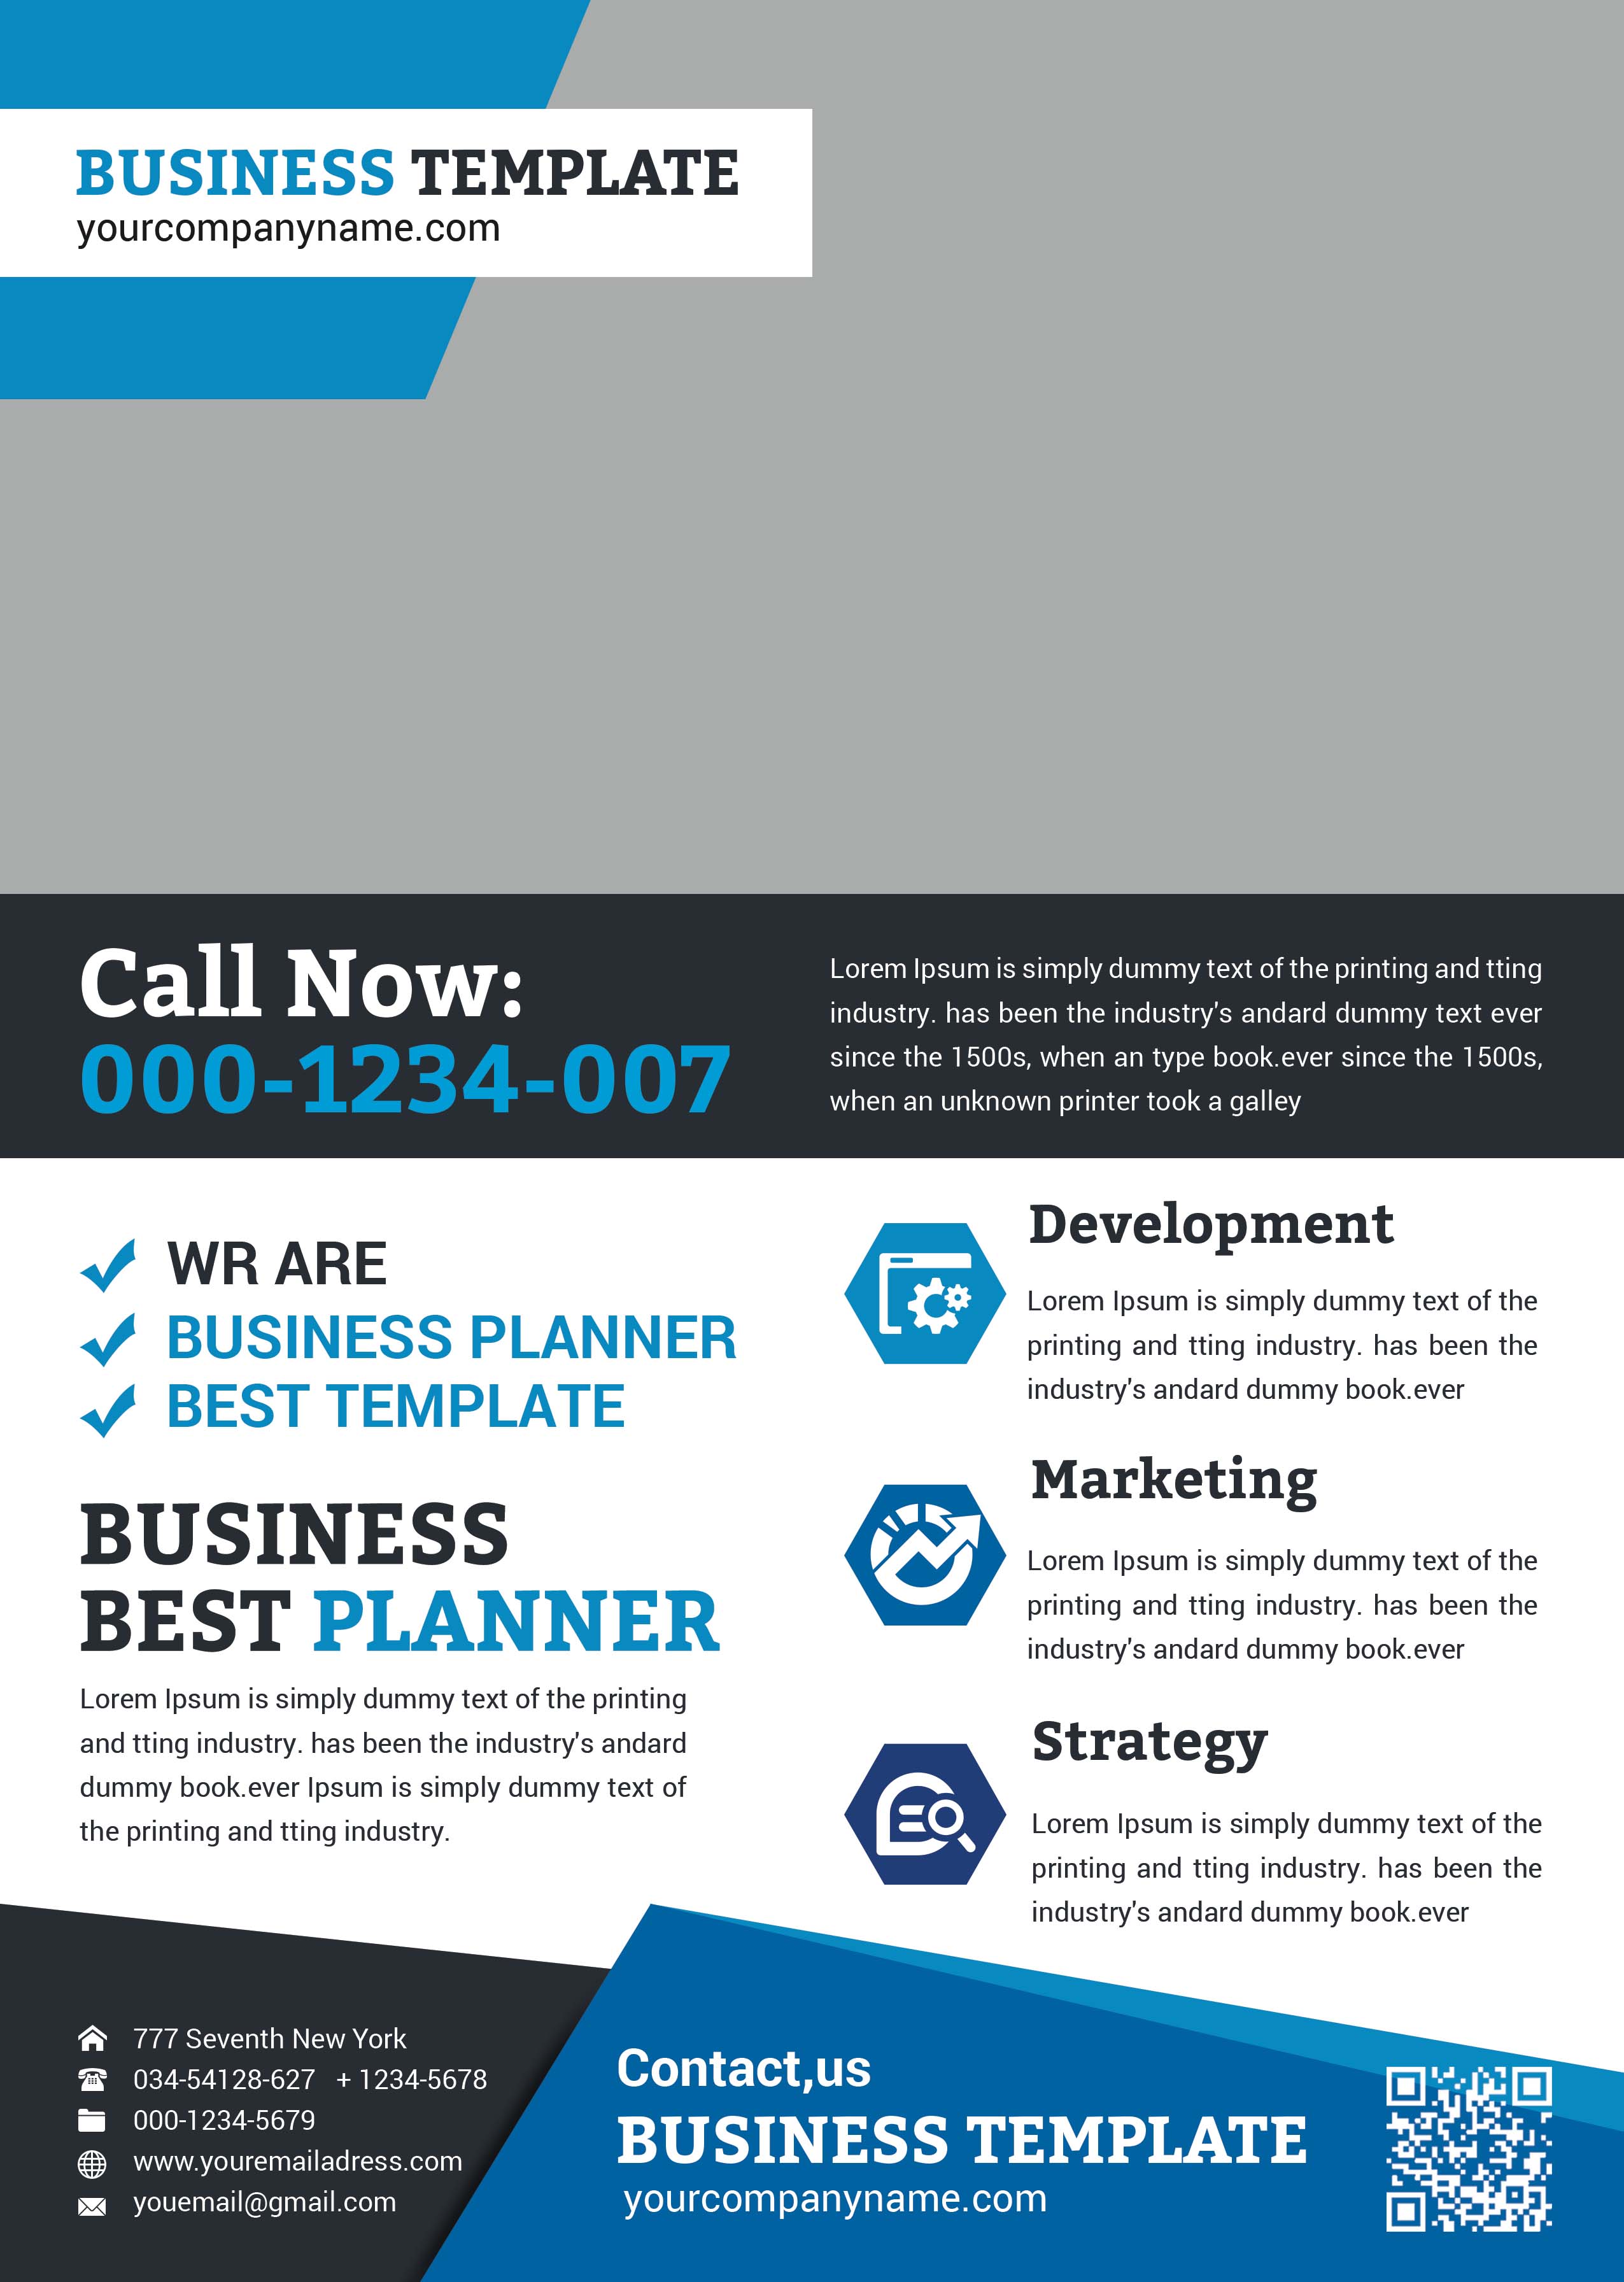 BUSINESS TEMPLATE
yourcompanyname.com
Call Now:
000-1234-007
Lorem Ipsum is simply dummy text of the printing and tting
industry. has been the industry's andard dummy text ever
since the 1500s, when an type book.ever since the 1500s,
when an unknown printer took a galley
WR ARE
BUSINESS PLANNER
BEST TEMPLATE
BUSINESS
BEST PLANNER
Lorem Ipsum is simply dummy text of the printing
and tting industry. has been the industry's andard
dummy book.ever Ipsum is simply dummy text of
the printing and tting industry.
Development
Lorem Ipsum is simply dummy text of the
printing and tting industry. has been the
industry's andard dummy book.ever
Marketing
Lorem Ipsum is simply dummy text of the
printing and tting industry. has been the
industry's andard dummy book.ever
Strategy
Lorem Ipsum is simply dummy text of the
printing and tting industry. has been the
industry's andard dummy book.ever
777 Seventh New York
034-54128-627 + 1234-5678
000-1234-5679
www.youremailadress.com
youemail@gmail.com
Contact,us
BUSINESS TEMPLATE
yourcompanyname.com